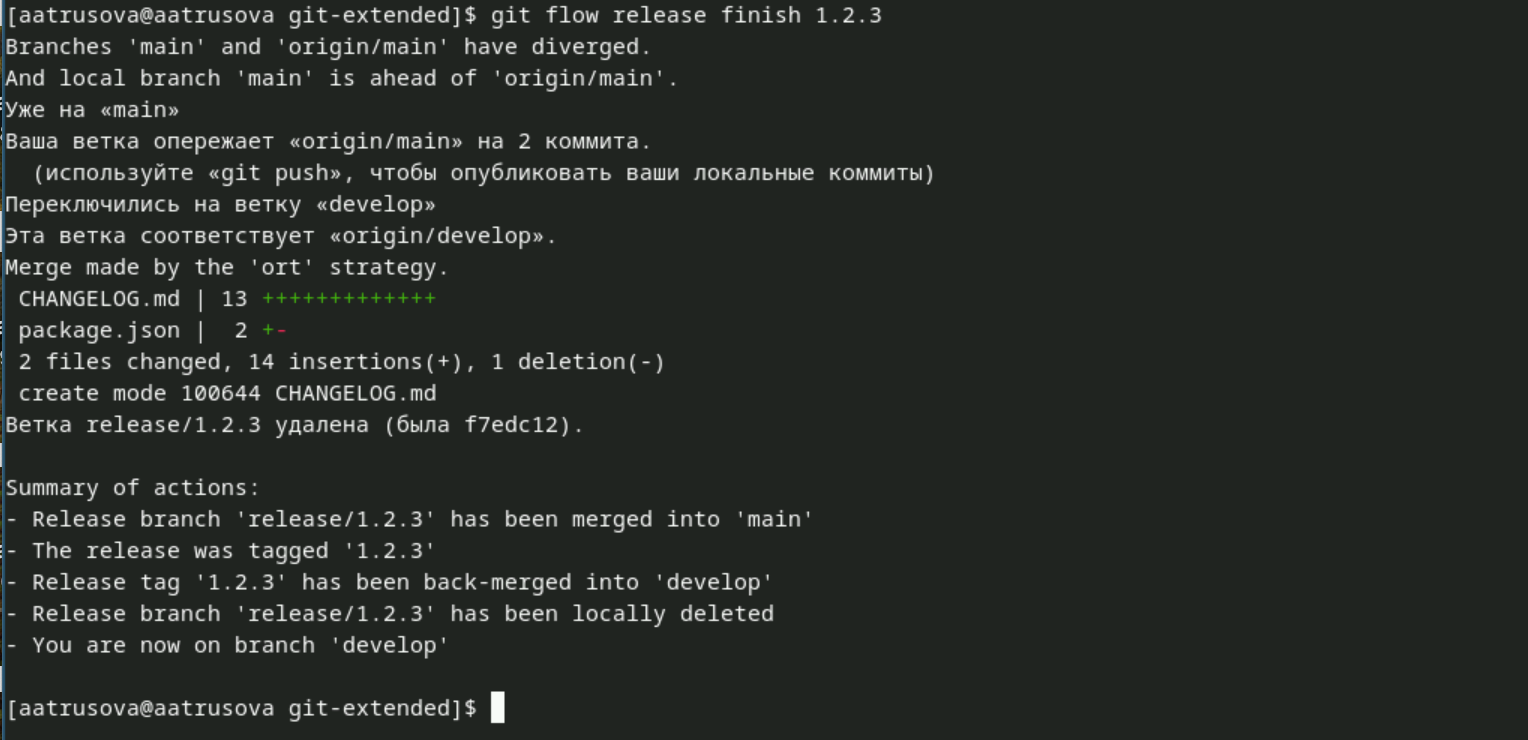 [aatrusova@aatrusova git-extended]$ git flow release finish 1.2.3
Branches 'main' and 'origin/main' have diverged.
And local branch 'main' is ahead of 'origin/main'.
Уже на «main»
Ваша ветка опережает «origin/main» на 2 коммита.
  (используйте «git push», чтобы опубликовать ваши локальные коммиты)
Переключились на ветку «develop»
Эта ветка соответствует «origin/develop».
Merge made by the 'ort' strategy.
 CHANGELOG.md | 13 +++++++++++++
 package.json |  2 +-
 2 files changed, 14 insertions(+), 1 deletion(-)
 create mode 100644 CHANGELOG.md
Ветка release/1.2.3 удалена (была f7edc12).

Summary of actions:
- Release branch 'release/1.2.3' has been merged into 'main'
- The release was tagged '1.2.3'
- Release tag '1.2.3' has been back-merged into 'develop'
- Release branch 'release/1.2.3' has been locally deleted
- You are now on branch 'develop'

[aatrusova@aatrusova git-extended]$